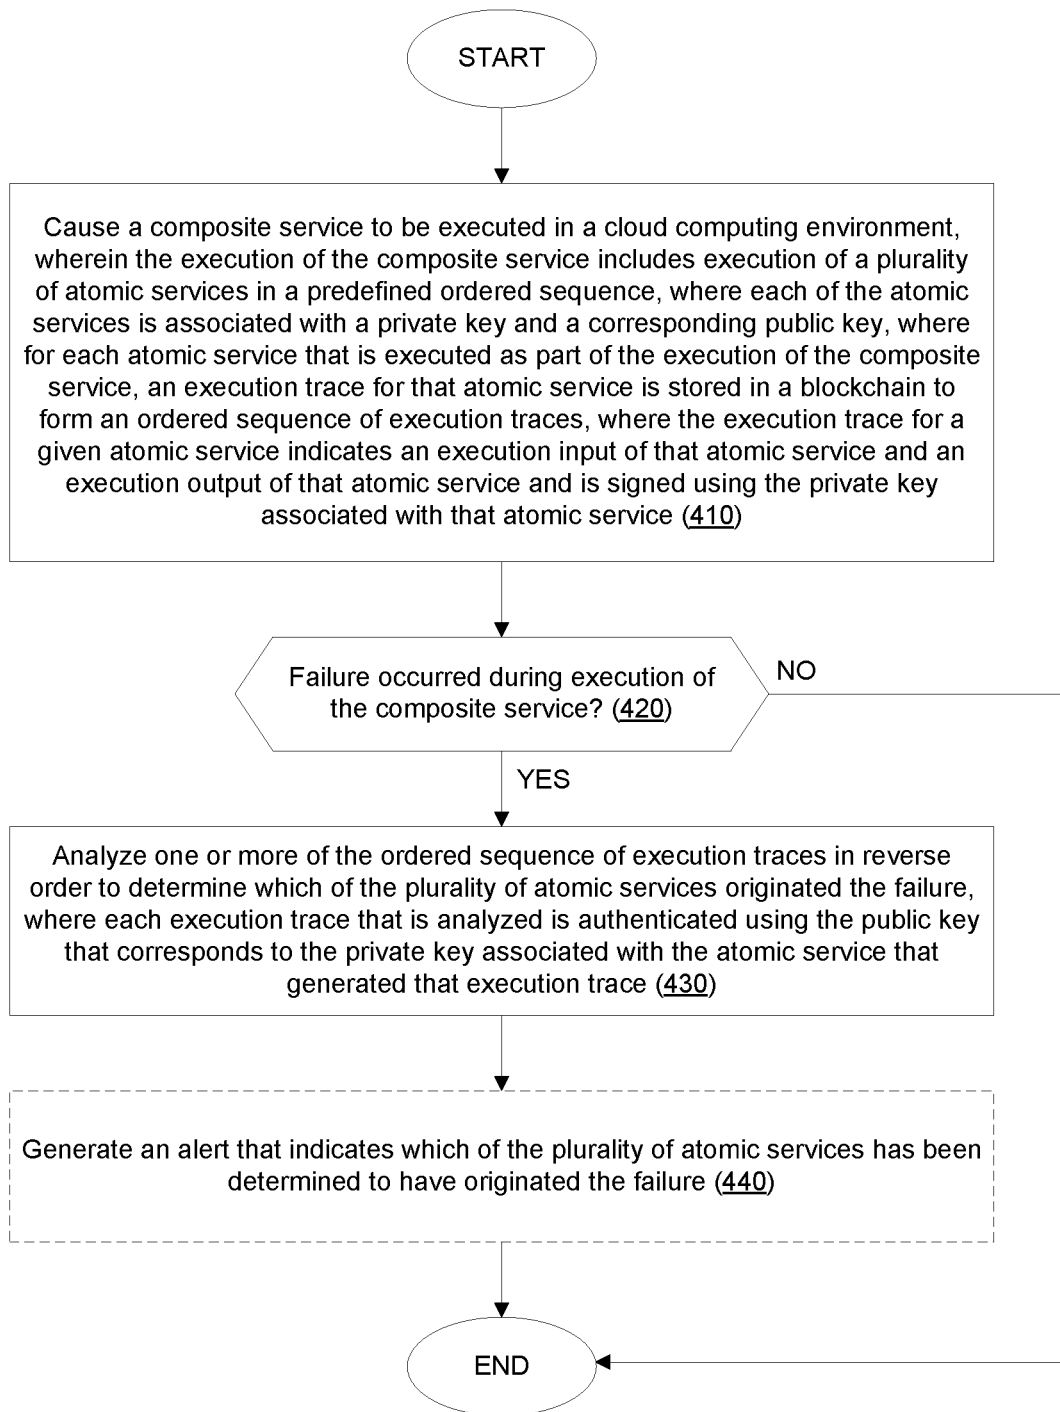 START
Cause a composite service to be executed in a cloud computing environment,
wherein the execution of the composite service includes execution of a plurality
of atomic services in a predefined ordered sequence, where each of the atomic
services is associated with a private key and a corresponding public key, where
for each atomic service that is executed as part of the execution of the composite
service, an execution trace for that atomic service is stored in a blockchain to
form an ordered sequence of execution traces, where the execution trace for a
given atomic service indicates an execution input of that atomic service and an
execution output of that atomic service and is signed using the private key
associated with that atomic service (410)
Failure occurred during execution of
the composite service? (420)
NO
YES
Analyze one or more of the ordered sequence of execution traces in reverse
order to determine which of the plurality of atomic services originated the failure,
where each execution trace that is analyzed is authenticated using the public key
that corresponds to the private key associated with the atomic service that
generated that execution trace (430)
Generate an alert that indicates which of the plurality of atomic services has been
determined to have originated the failure (440)
END